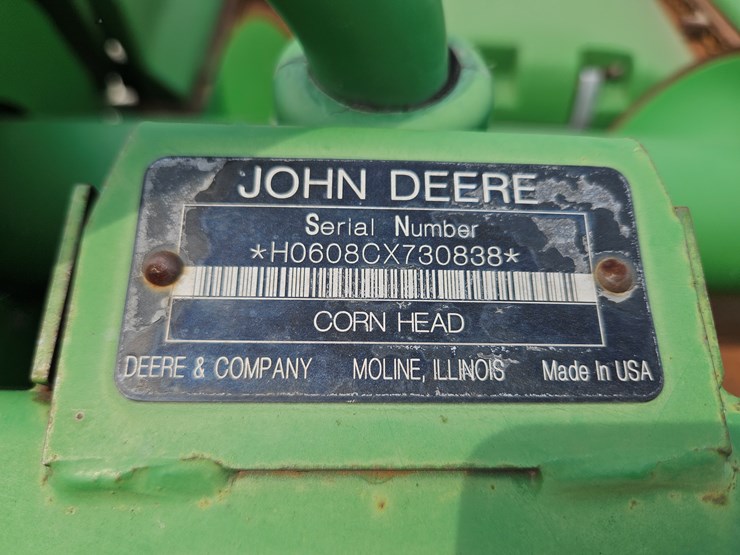 JOHN DEERE
Serial Number
*H0608CX730838*
CORN HEAD
DEERE & COMPANY MOLINE, ILLINOIS Made In USA